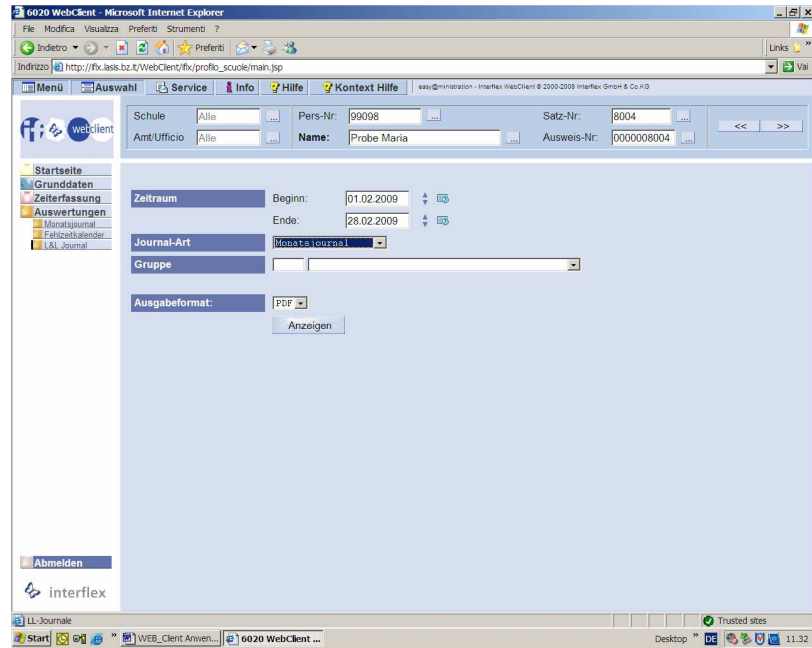 6020 WebClient - Microsoft Internet Explorer
File Modifica Visualizza Preferiti Strumenti ?
Indietro Preferiti Links »
Indirizzo http://flx.lasis.bz.it/WebClient/iflx/profilo_scuole/main.jsp Vai
Menü Auswahl Service Info Hilfe Kontext Hilfe easy@ministration - Interflex WebClient © 2000-2008 Interflex GmbH & Co.KG
if: webclient
Schule Alle ... Pers-Nr: 99098 ... Satz-Nr: 8004 ...
<< >>
Amt/Ufficio Alle ... Name: Probe Maria ... Ausweis-Nr: 0000008004 ...
Startseite
Grunddaten
Zeiterfassung
Auswertungen
Monatsjournal
Fehlzeitkalender
L&L Journal
Zeitraum Beginn: 01.02.2009
Ende: 28.02.2009
Journal-Art Monatsjournal
Gruppe
Ausgabeformat: PDF
Anzeigen
Abmelden
interflex
LL-Journale Trusted sites
Start » WEB_Client Anwen... 6020 WebClient ... Desktop » DE 11.32